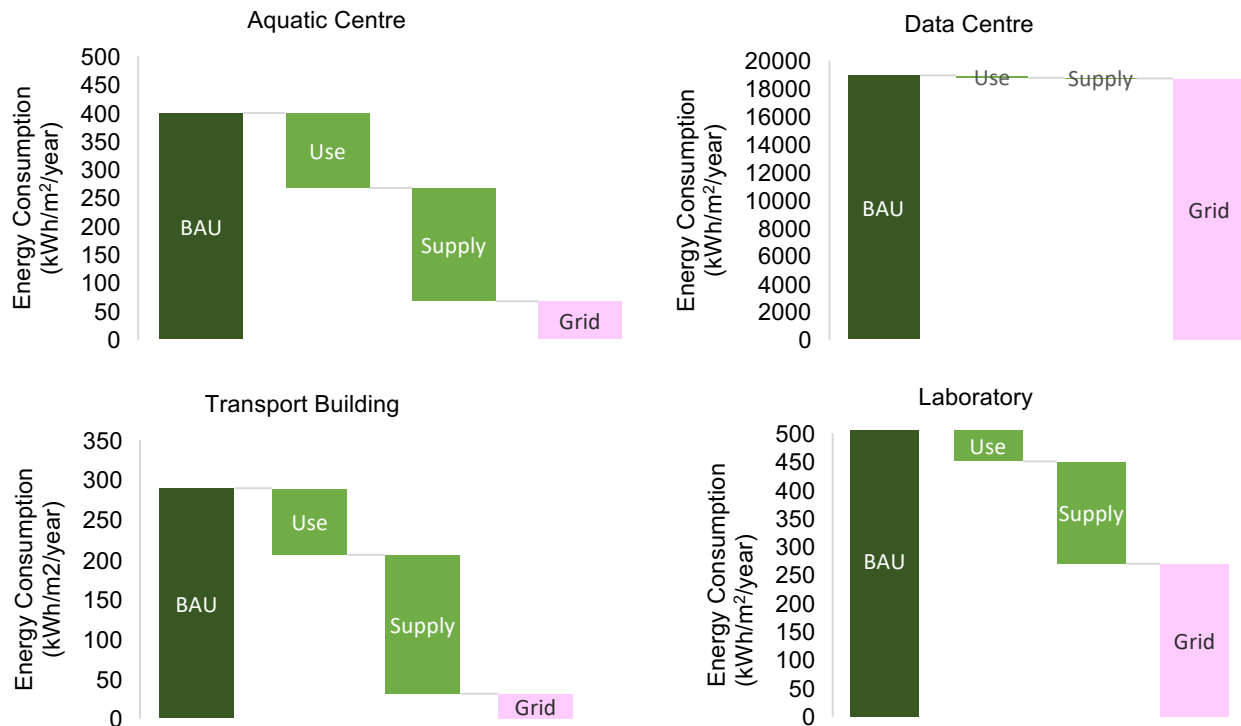 Aquatic Centre
Energy Consumption
(kWh/m²/year)
500
450
400
350
300
250
200
150
100
50
0
BAU
Use
Supply
Grid
Data Centre
Energy Consumption
(kWh/m²/year)
20000
18000
16000
14000
12000
10000
8000
6000
4000
2000
0
BAU
Use
Supply
Grid
Transport Building
Energy Consumption
(kWh/m2/year)
350
300
250
200
150
100
50
0
BAU
Use
Supply
Grid
Laboratory
Energy Consumption
(kWh/m²/year)
500
450
400
350
300
250
200
150
100
50
0
BAU
Use
Supply
Grid